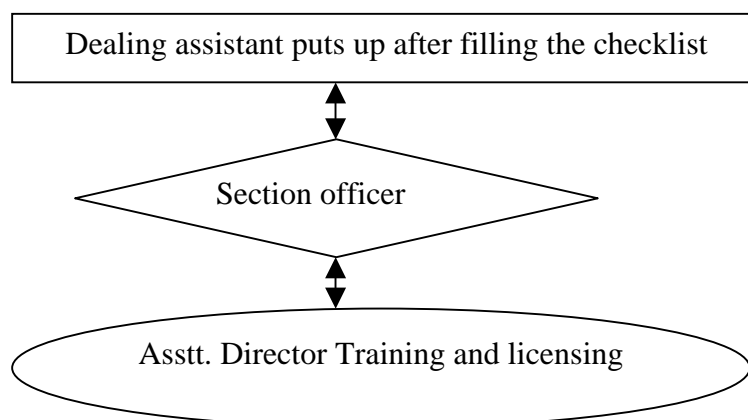 Dealing assistant puts up after filling the checklist
Section officer
Asstt. Director Training and licensing